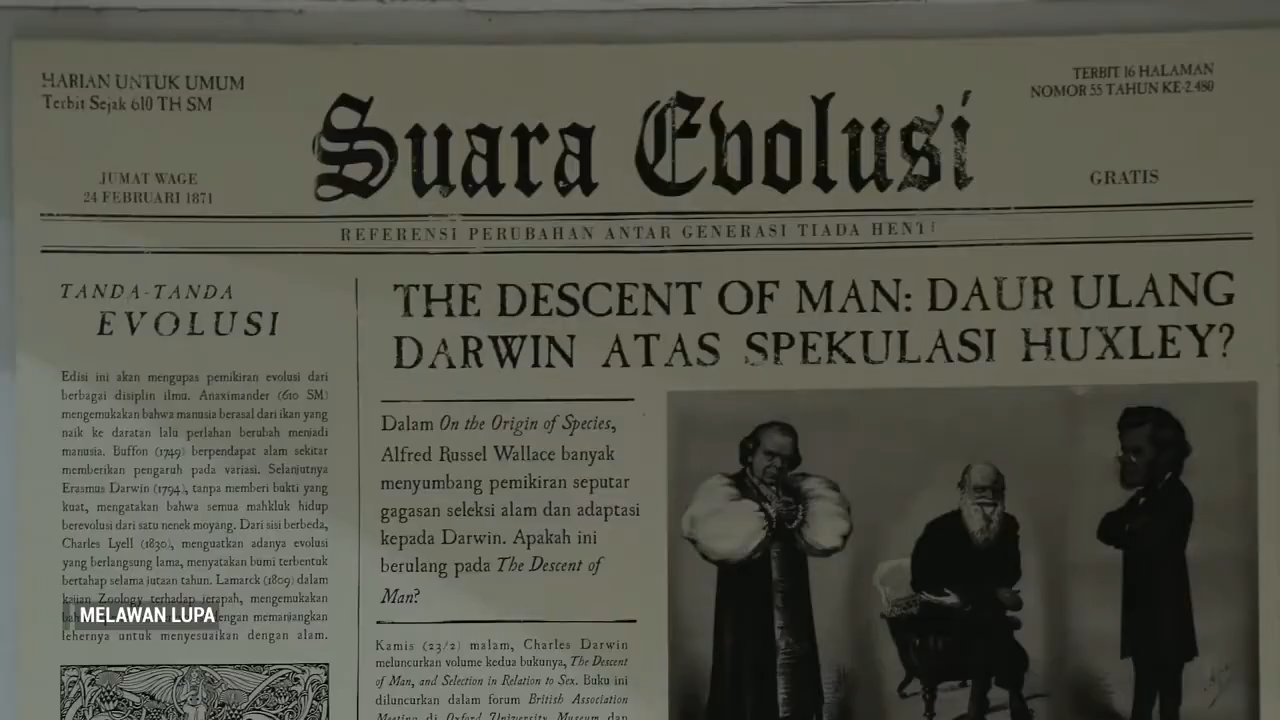 HARIAN UNTUK UMUM
Terbit Sejak 610 TH SM
JUMAT WAGE
24 FEBRUARI 1871
Suara Evolusi
TERBIT 16 HALAMAN
NOMOR 55 TAHUN KE-2.480
GRATIS
REFERENSI PERUBAHAN ANTAR GENERASI TIADA HENTI
TANDA-TANDA
EVOLUSI
Edisi ini akan mengupas pemikiran evolusi dari
berbagai disiplin ilmu. Anaximander (610 SM)
mengemukakan bahwa manusia berasal dari ikan yang
naik ke daratan lalu perlahan berubah menjadi
manusia. Buffon (1749) berpendapat alam sekitar
memberikan pengaruh pada variasi. Selanjutnya
Erasmus Darwin (1794), tanpa memberi bukti yang
kuat, mengatakan bahwa semua mahkluk hidup
berevolusi dari satu nenek moyang. Dari sisi berbeda,
Charles Lyell (1830), menguatkan adanya evolusi
yang berlangsung lama, menyatakan bumi terbentuk
bertahap selama jutaan tahun. Lamarck (1809) dalam
kajian Zoology terhadap jerapah, mengemukakan
dengan memanjangkan
lehernya untuk menyesuaikan dengan alam.
MELAWAN LUPA
THE DESCENT OF MAN: DAUR ULANG
DARWIN ATAS SPEKULASI HUXLEY?
Dalam On the Origin of Species,
Alfred Russel Wallace banyak
menyumbang pemikiran seputar
gagasan seleksi alam dan adaptasi
kepada Darwin. Apakah ini
berulang pada The Descent of
Man?
Kamis (23/2) malam, Charles Darwin
meluncurkan volume kedua bukunya, The Descent
of Man, and Selection in Relation to Sex. Buku ini
diluncurkan dalam forum British Association
Meeting di Oxford University Museum dan